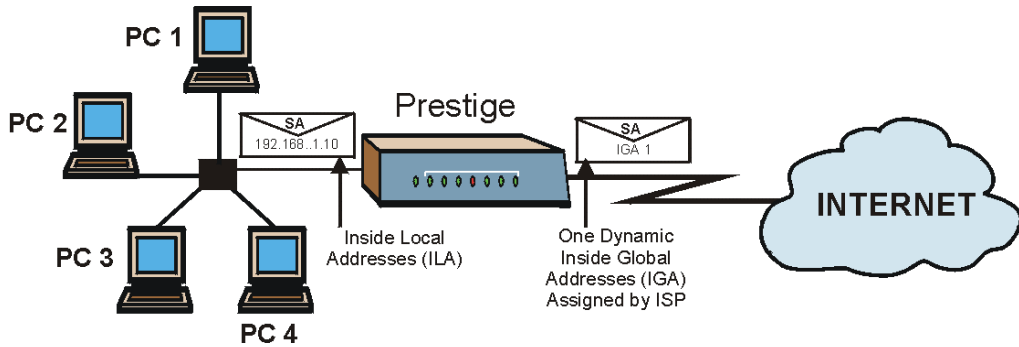 PC 1
PC 2
PC 3
PC 4
SA
192.168..1.10
Prestige
SA
IGA 1
INTERNET
Inside Local
Addresses (ILA)
One Dynamic
Inside Global
Addresses (IGA)
Assigned by ISP